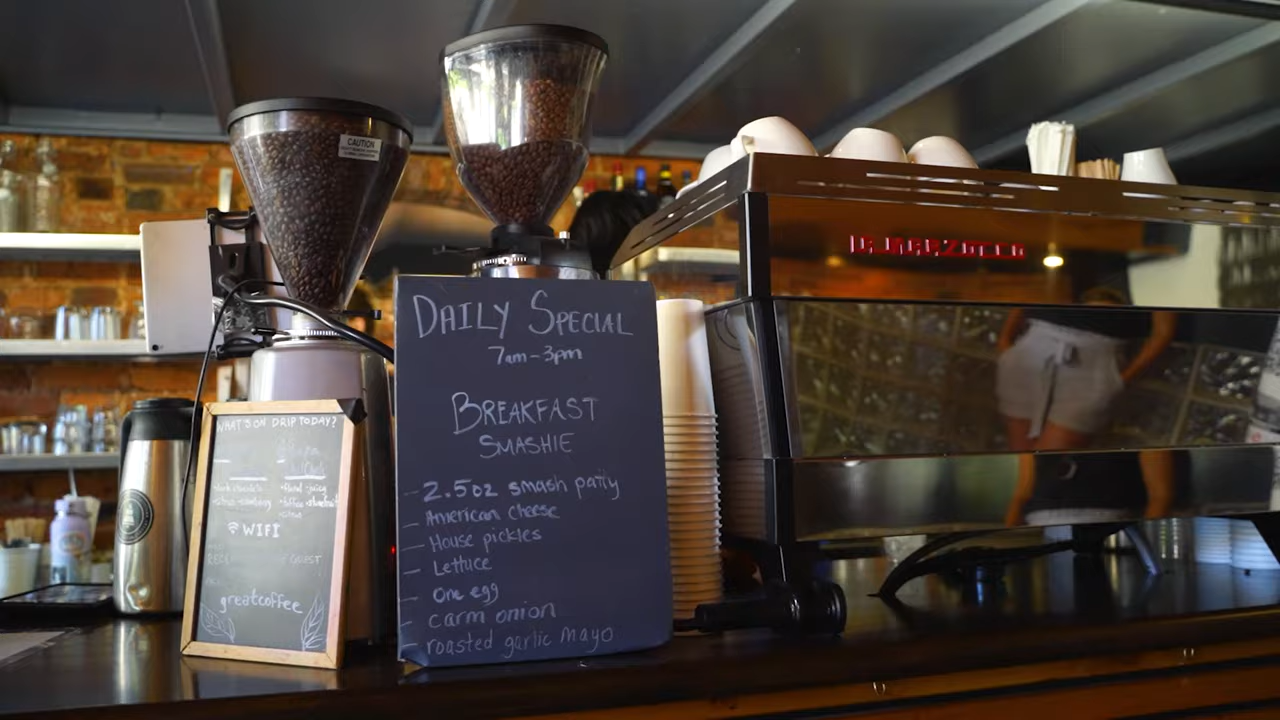 CAUTION
WHAT'S ON DRIP TODAY?
WIFI
greatcoffee
DAILY SPECIAL
7am-3pm
BREAKFAST
SMASHIE
- 2.5oz smash patty
- American cheese
- House pickles
- Lettuce
- One egg
- carm onion
- roasted garlic mayo